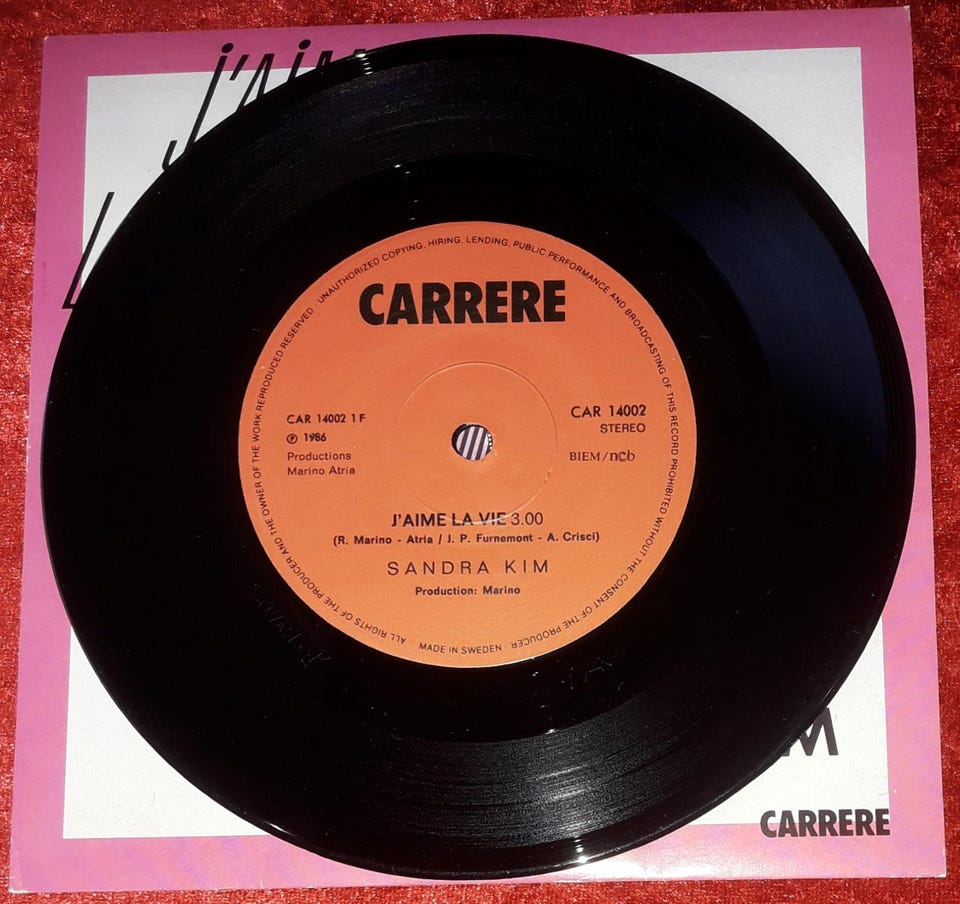 j'Ai
L
CARRERE
CAR 14002 1 F
℗ 1986
Productions
Marino Atria
CAR 14002
STEREO
BIEM/ncb
J'AIME LA VIE 3.00
(R. Marino - Atria / J. P. Furnemont - A. Crisci)
SANDRA KIM
Production: Marino
ALL RIGHTS OF THE PRODUCER AND THE OWNER OF THE WORK REPRODUCED RESERVED · UNAUTHORIZED COPYING, HIRING, LENDING, PUBLIC PERFORMANCE AND BROADCASTING OF THIS RECORD PROHIBITED WITHOUT THE CONSENT OF THE PRODUCER ·
MADE IN SWEDEN
M
CARRERE